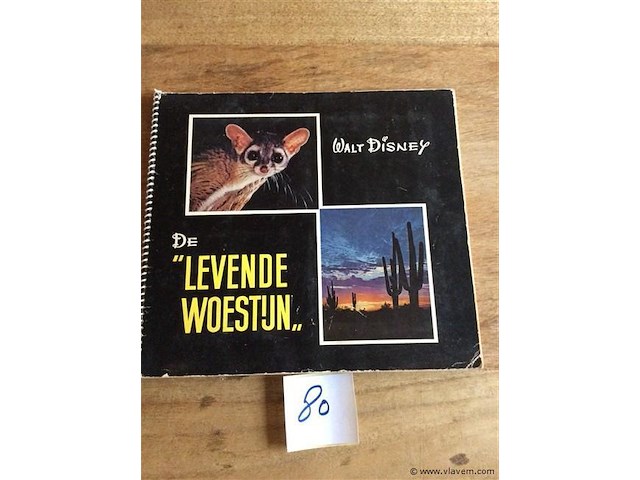 WALT DISNEY
DE
"LEVENDE
WOESTIJN„
80
© www.vlavem.com